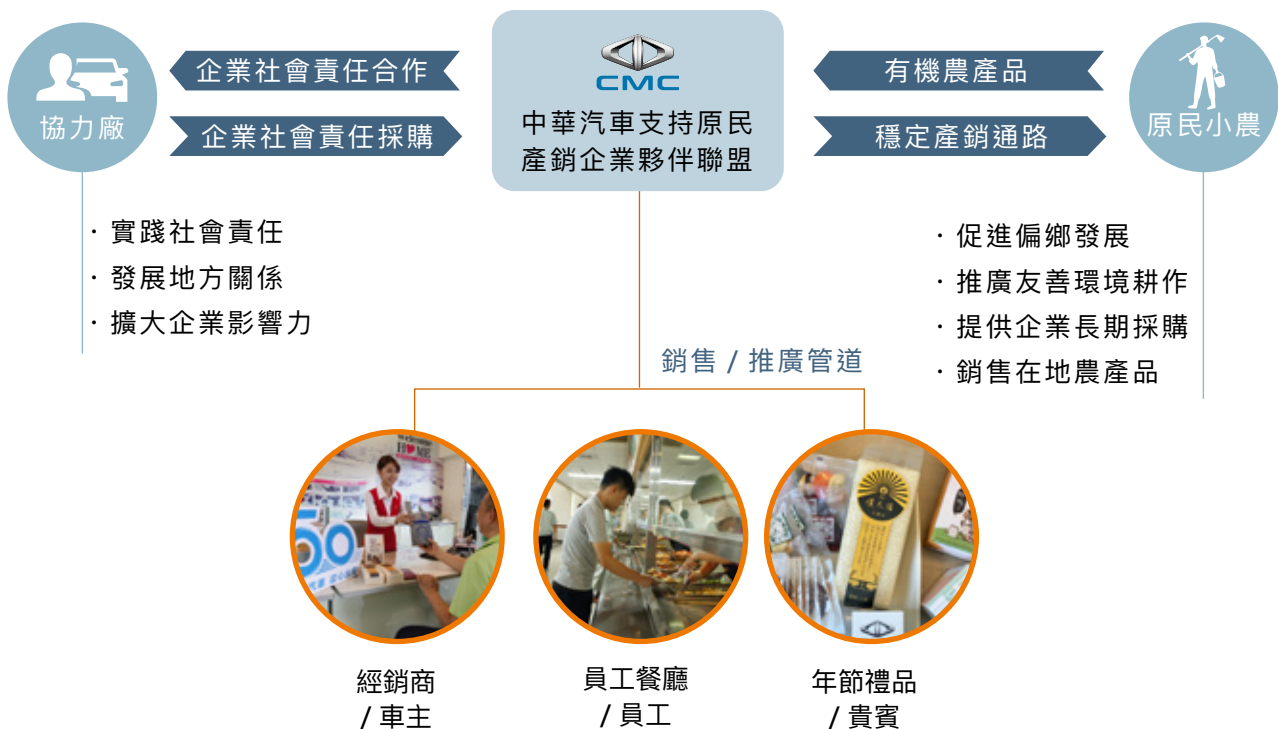 協力廠
企業社會責任合作
企業社會責任採購
CMC
中華汽車支持原民
產銷企業夥伴聯盟
有機農產品
穩定產銷通路
原民小農
· 實踐社會責任
· 發展地方關係
· 擴大企業影響力
· 促進偏鄉發展
· 推廣友善環境耕作
· 提供企業長期採購
· 銷售在地農產品
銷售 / 推廣管道
HOME
50
經銷商
/ 車主
員工餐廳
/ 員工
年節禮品
/ 貴賓